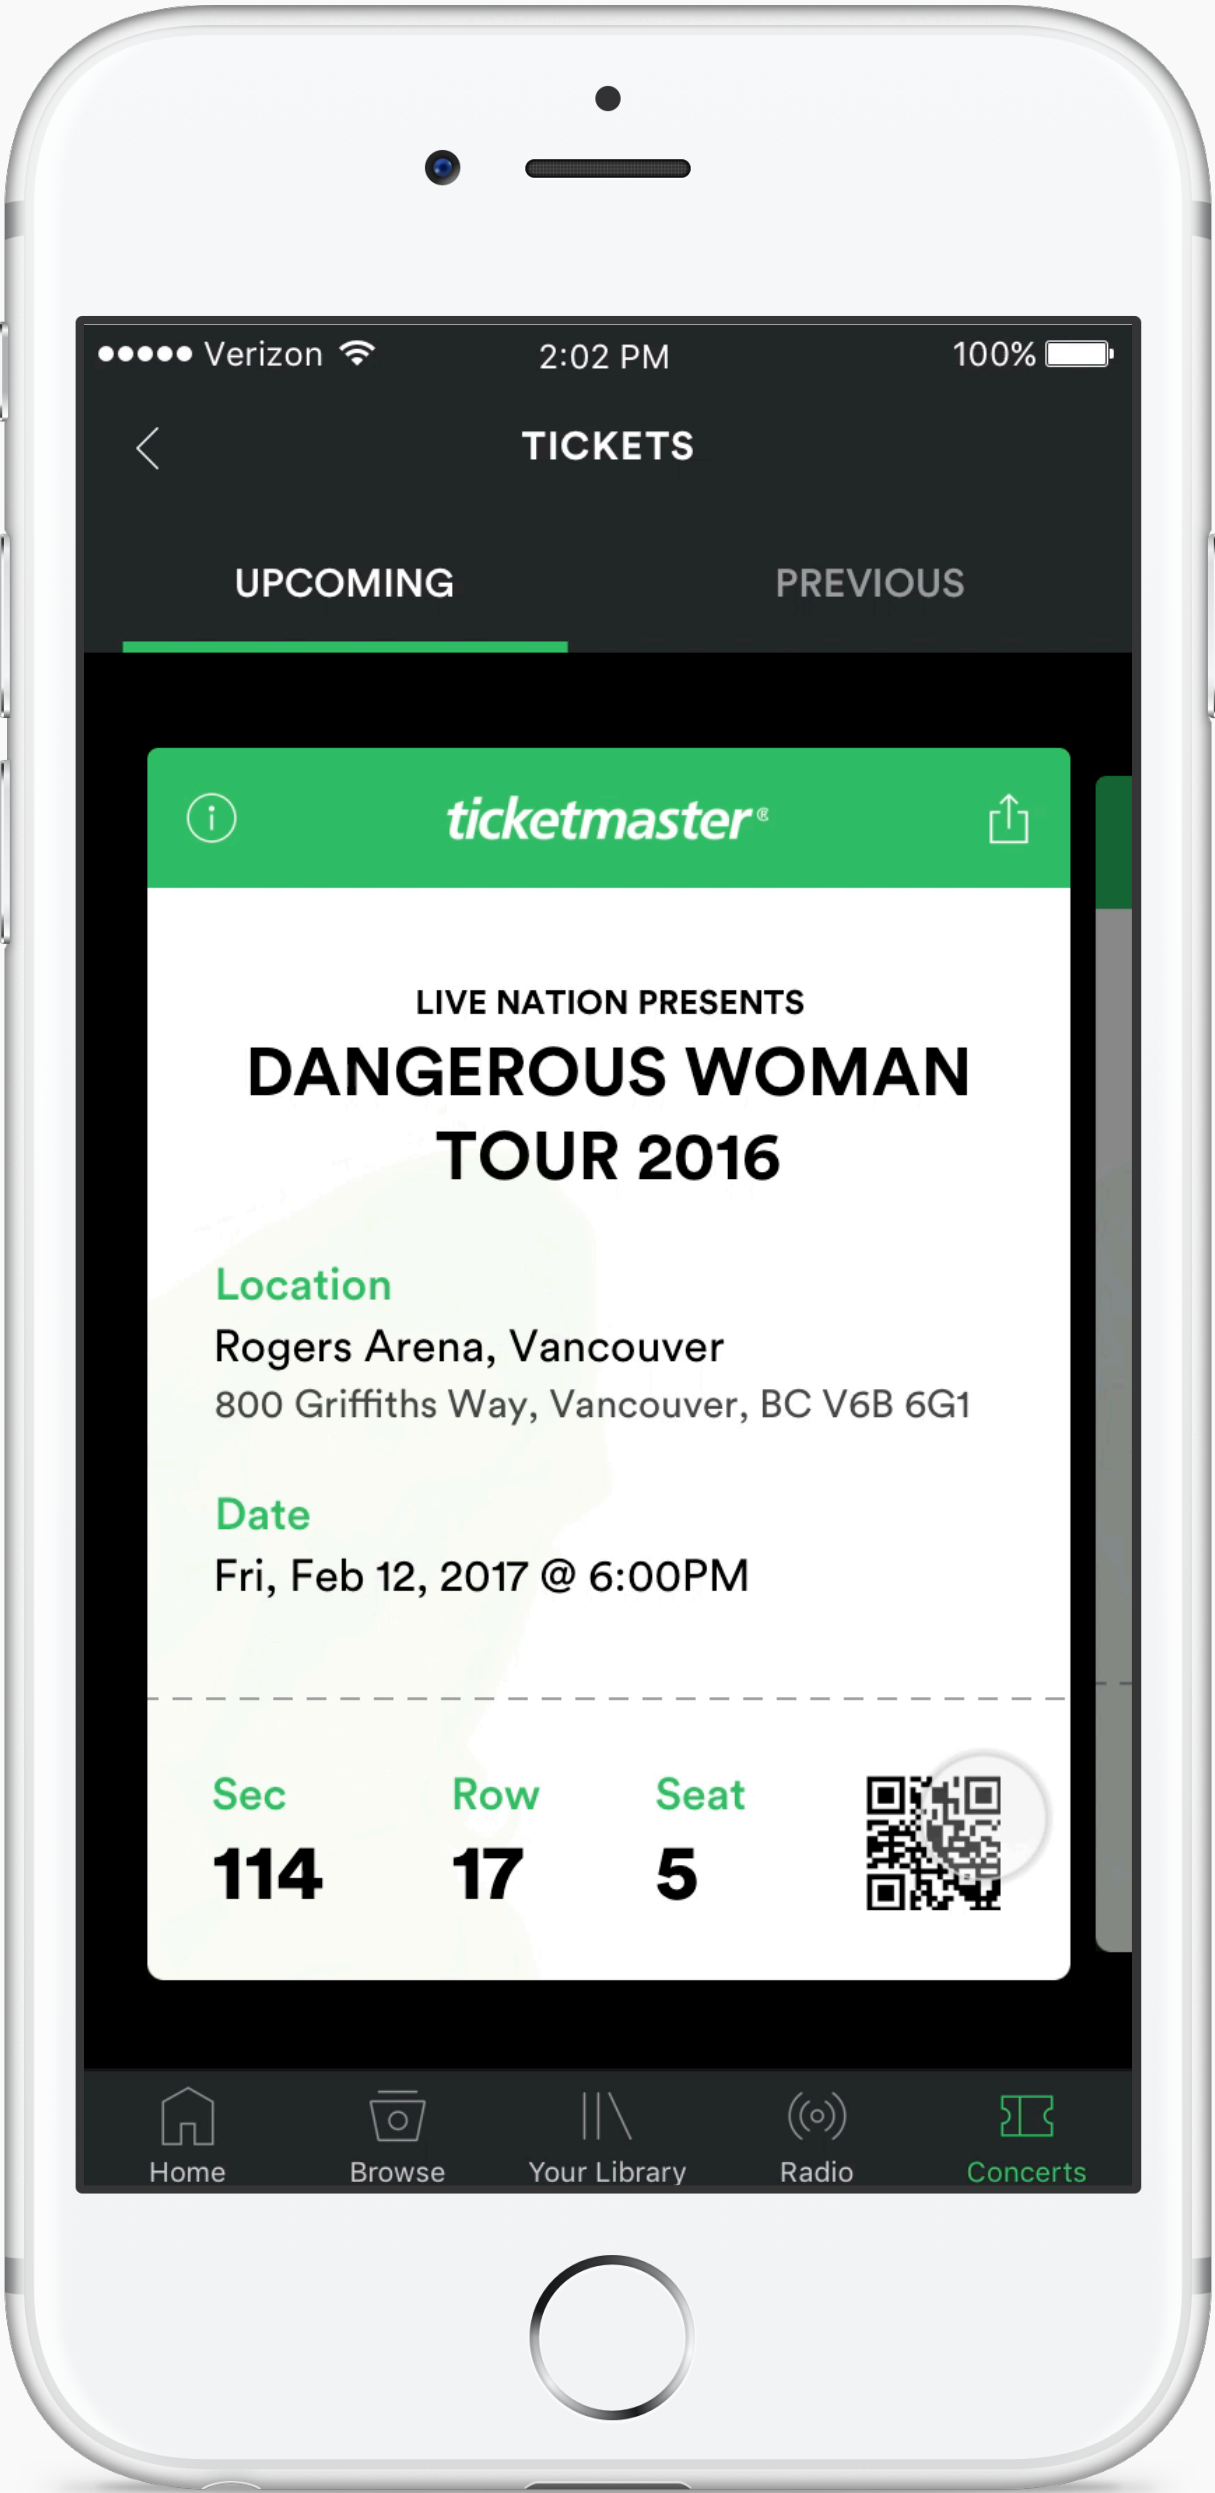 Verizon 2:02 PM 100%
TICKETS
UPCOMING PREVIOUS
ticketmaster®
LIVE NATION PRESENTS
DANGEROUS WOMAN
TOUR 2016
Location
Rogers Arena, Vancouver
800 Griffiths Way, Vancouver, BC V6B 6G1
Date
Fri, Feb 12, 2017 @ 6:00PM
Sec Row Seat
114 17 5
Home Browse Your Library Radio Concerts